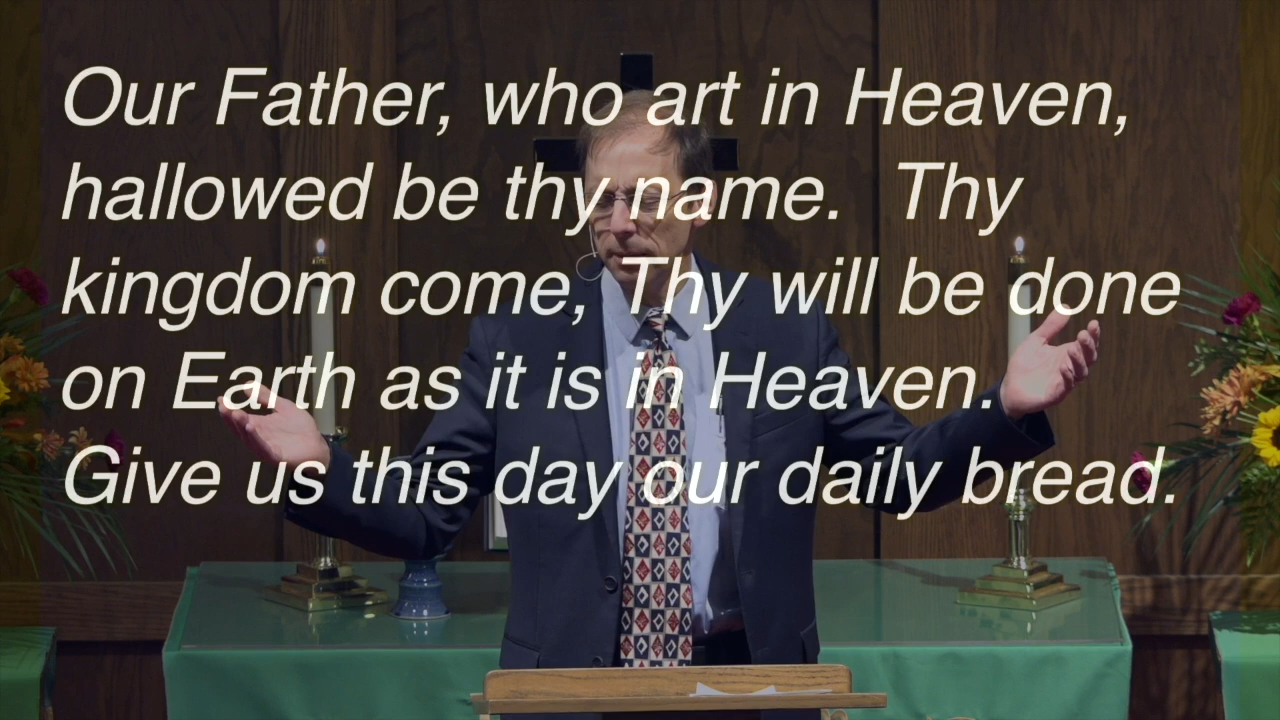 Our Father, who art in Heaven,
hallowed be thy name.  Thy
kingdom come, Thy will be done
on Earth as it is in Heaven.
Give us this day our daily bread.